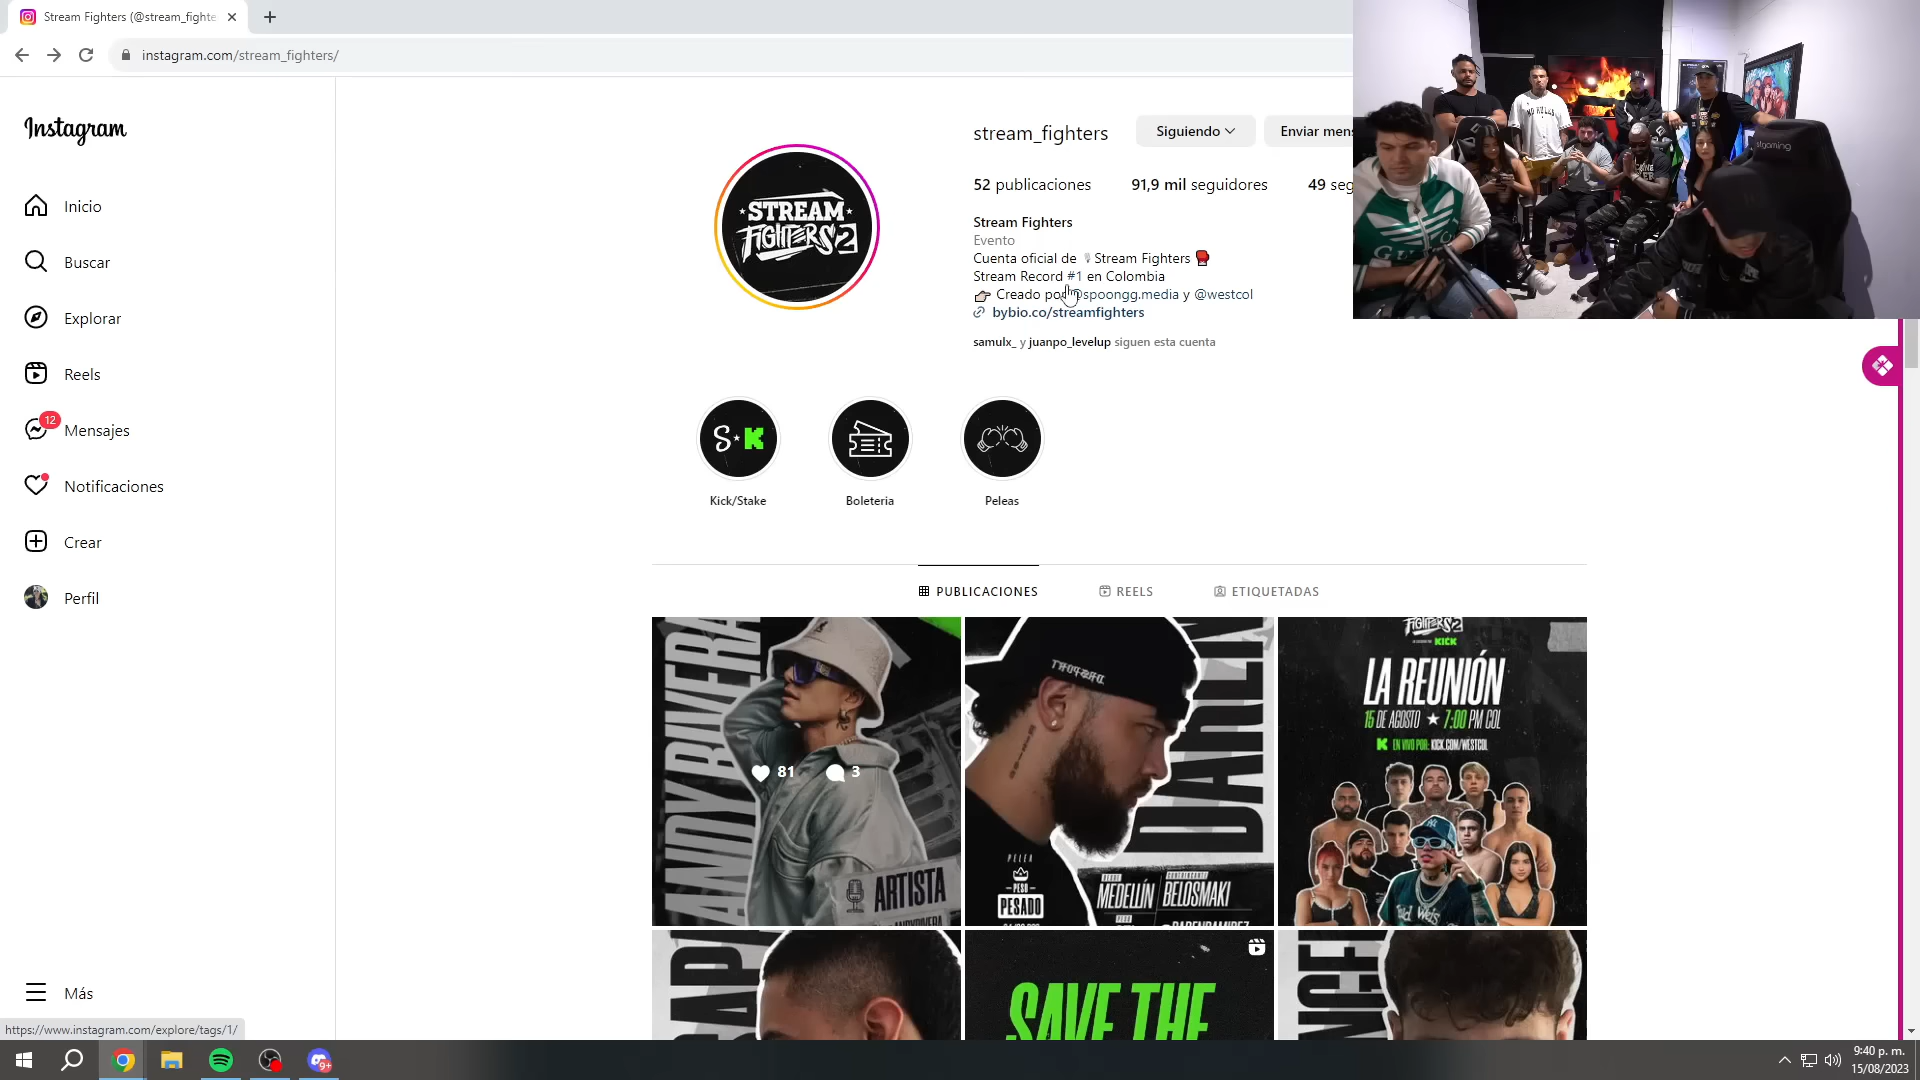 Stream Fighters (@stream_fighte
instagram.com/stream_fighters/
Instagram
Inicio
Buscar
Explorar
Reels
12
Mensajes
Notificaciones
Crear
Perfil
Más
https://www.instagram.com/explore/tags/1/
STREAM
FIGHTERS 2
stream_fighters
Siguiendo
Enviar mens
52 publicaciones
91,9 mil seguidores
49 seg
Stream Fighters
Evento
Cuenta oficial de Stream Fighters
Stream Record #1 en Colombia
Creado por @spoongg.media y @westcol
bybio.co/streamfighters
samulx_ y juanpo_levelup siguen esta cuenta
S K
Kick/Stake
Boleteria
Peleas
PUBLICACIONES
REELS
ETIQUETADAS
ANDY RIVERA
81
3
ARTISTA
PELEA
PESO
PESADO
MEDELLÍN
BELOSMAKI
FIGHTERS 2
KICK
LA REUNIÓN
15 DE AGOSTO ★ 7:00 PM COL
EN VIVO POR: KICK.COM/WESTCOL
SAVE THE
9+
9:40 p. m.
15/08/2023